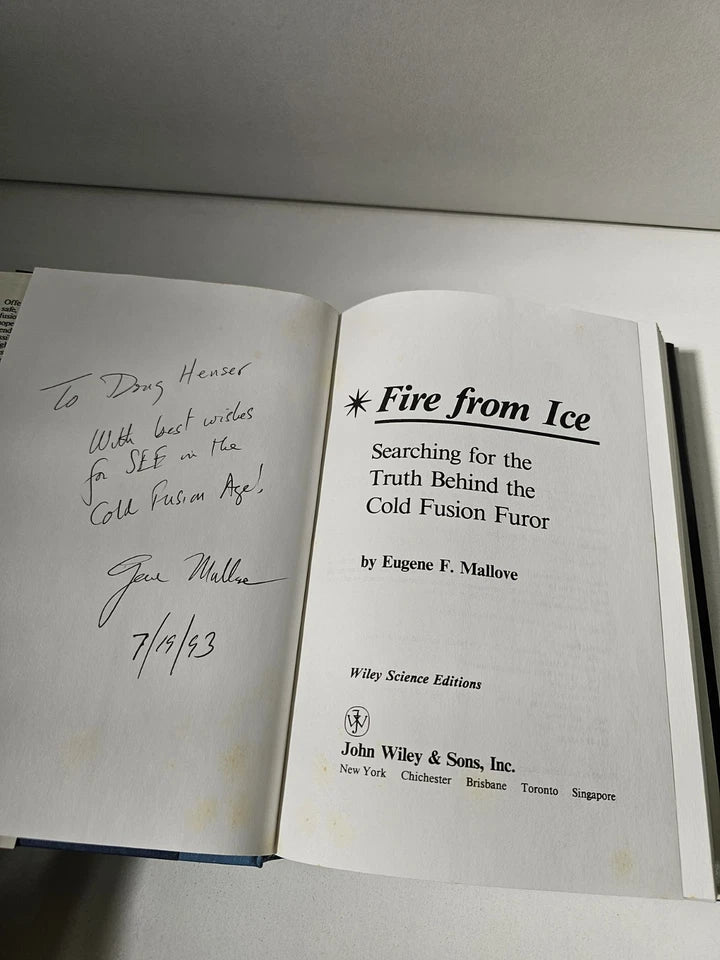 Offe
safe,
To Doug Henser
With best wishes
for SEE in the
Cold Fusion Age!
Gene Mallove
7/19/93
Fire from Ice
Searching for the
Truth Behind the
Cold Fusion Furor
by Eugene F. Mallove
Wiley Science Editions
John Wiley & Sons, Inc.
New York Chichester Brisbane Toronto Singapore